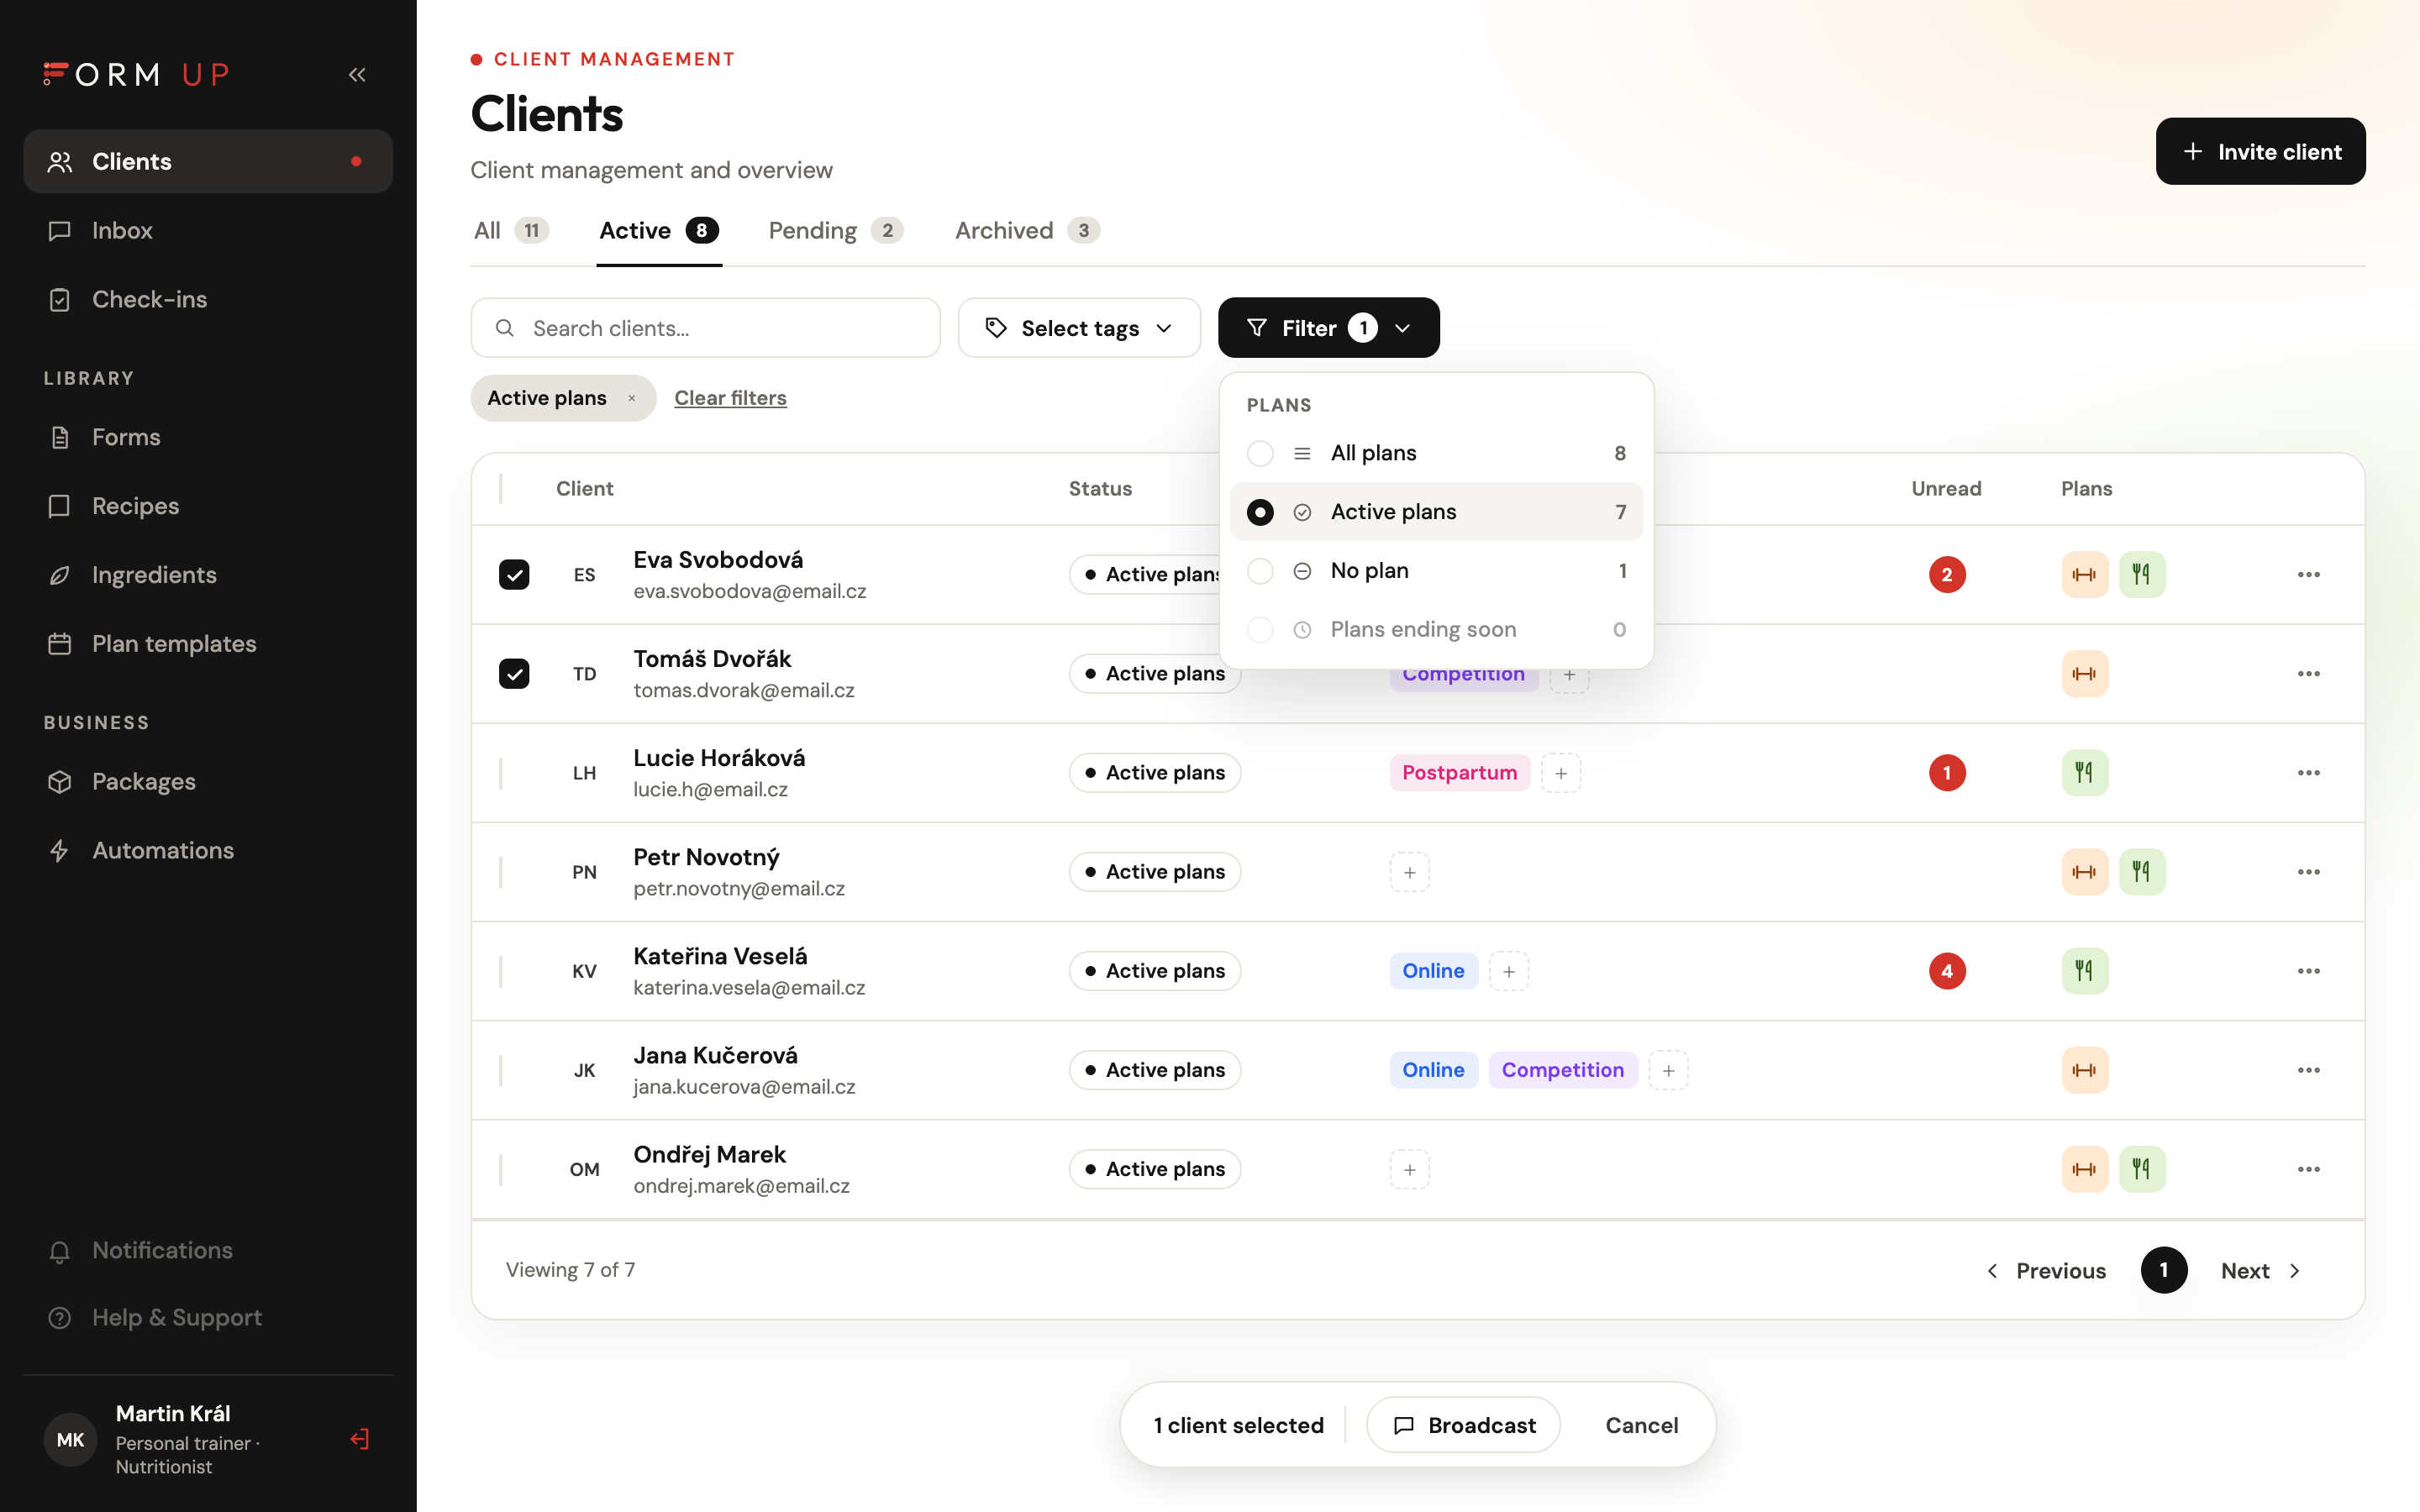 FORM UP
Clients
Inbox
Check-ins
LIBRARY
Forms
Recipes
Ingredients
Plan templates
BUSINESS
Packages
Automations
Notifications
Help & Support
MK
Martin Král
Personal trainer ·
Nutritionist
CLIENT MANAGEMENT
Clients
Client management and overview
Invite client
All 11
Active 8
Pending 2
Archived 3
Search clients...
Select tags
Filter 1
Active plans ×
Clear filters
PLANS
All plans 8
Active plans 7
No plan 1
Plans ending soon 0
Client Status Unread Plans
ES Eva Svobodová Active plans 2
eva.svobodova@email.cz
TD Tomáš Dvořák Active plans Competition +
tomas.dvorak@email.cz
LH Lucie Horáková Active plans Postpartum + 1
lucie.h@email.cz
PN Petr Novotný Active plans +
petr.novotny@email.cz
KV Kateřina Veselá Active plans Online + 4
katerina.vesela@email.cz
JK Jana Kučerová Active plans Online Competition +
jana.kucerova@email.cz
OM Ondřej Marek Active plans +
ondrej.marek@email.cz
Viewing 7 of 7
Previous 1 Next
1 client selected Broadcast Cancel